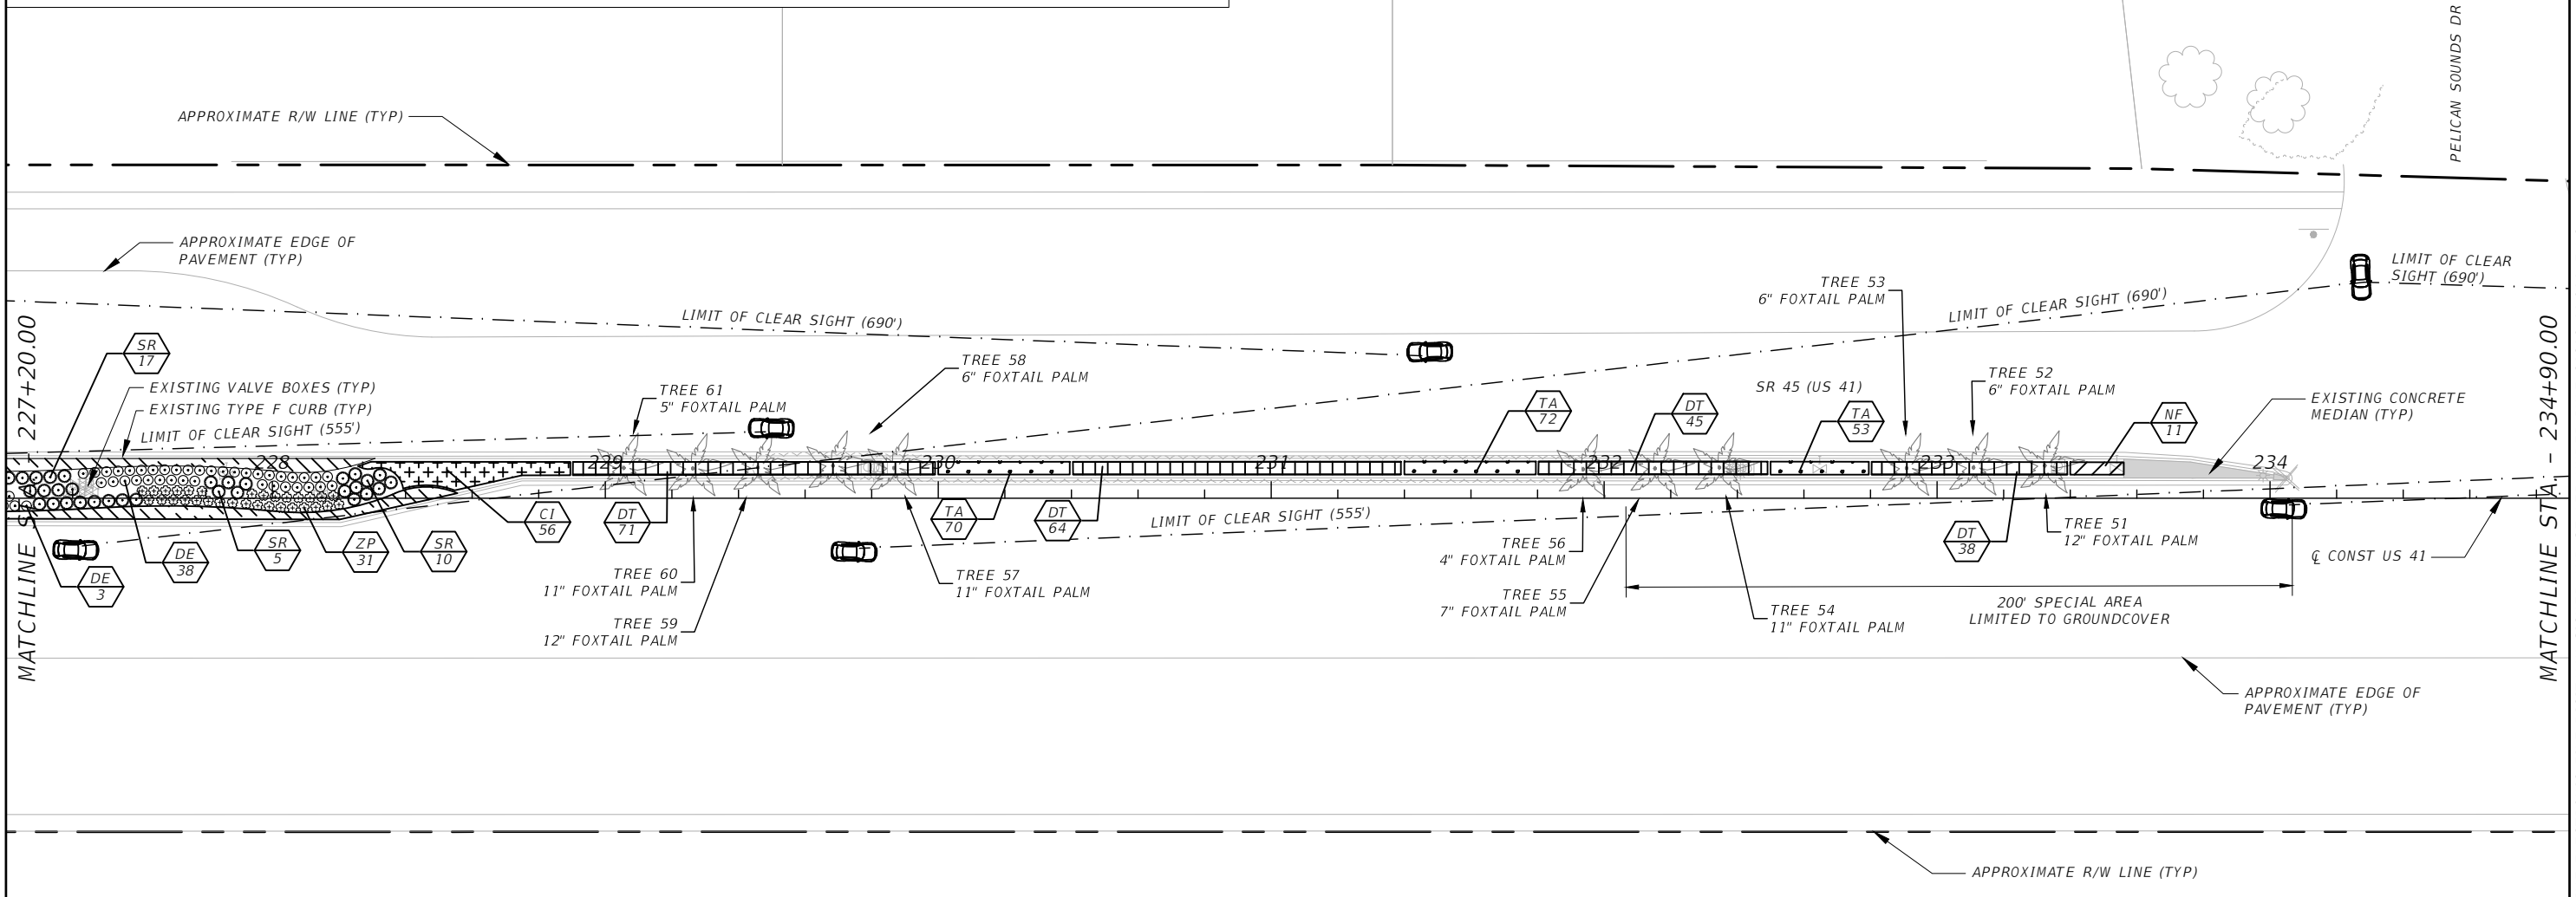 PELICAN SOUNDS DR
APPROXIMATE R/W LINE (TYP)
APPROXIMATE EDGE OF
PAVEMENT (TYP)
LIMIT OF CLEAR
SIGHT (690')
TREE 53
6" FOXTAIL PALM
LIMIT OF CLEAR SIGHT (690')
LIMIT OF CLEAR SIGHT (690')
MATCHLINE STA. 227+20.00
SR
17
EXISTING VALVE BOXES (TYP)
EXISTING TYPE F CURB (TYP)
LIMIT OF CLEAR SIGHT (555')
TREE 61
5" FOXTAIL PALM
TREE 58
6" FOXTAIL PALM
TA
72
DT
45
SR 45 (US 41)
TA
53
TREE 52
6" FOXTAIL PALM
NF
11
EXISTING CONCRETE
MEDIAN (TYP)
MATCHLINE STA. - 234+90.00
228
229
230
231
232
233
234
DE
3
DE
38
SR
5
ZP
31
SR
10
CI
56
DT
71
TREE 60
11" FOXTAIL PALM
TREE 59
12" FOXTAIL PALM
TA
70
DT
64
TREE 57
11" FOXTAIL PALM
LIMIT OF CLEAR SIGHT (555')
TREE 56
4" FOXTAIL PALM
TREE 55
7" FOXTAIL PALM
TREE 54
11" FOXTAIL PALM
DT
38
TREE 51
12" FOXTAIL PALM
200' SPECIAL AREA
LIMITED TO GROUNDCOVER
℄ CONST US 41
APPROXIMATE EDGE OF
PAVEMENT (TYP)
APPROXIMATE R/W LINE (TYP)